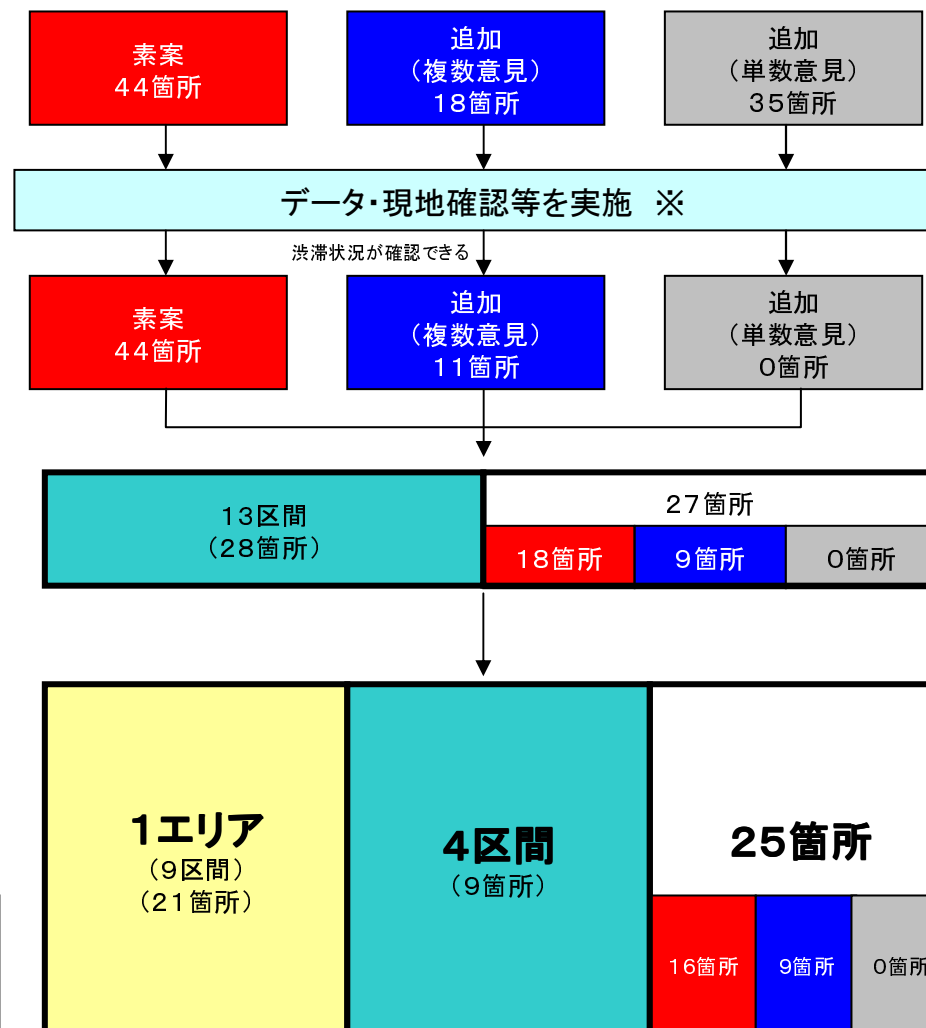 素案
44箇所
追加
（複数意見）
18箇所
追加
（単数意見）
35箇所
データ・現地確認等を実施　※
渋滞状況が確認できる
素案
44箇所
追加
（複数意見）
11箇所
追加
（単数意見）
0箇所
13区間
（28箇所）
27箇所
18箇所
9箇所
0箇所
1エリア
（9区間）
（21箇所）
4区間
（9箇所）
25箇所
16箇所
9箇所
0箇所